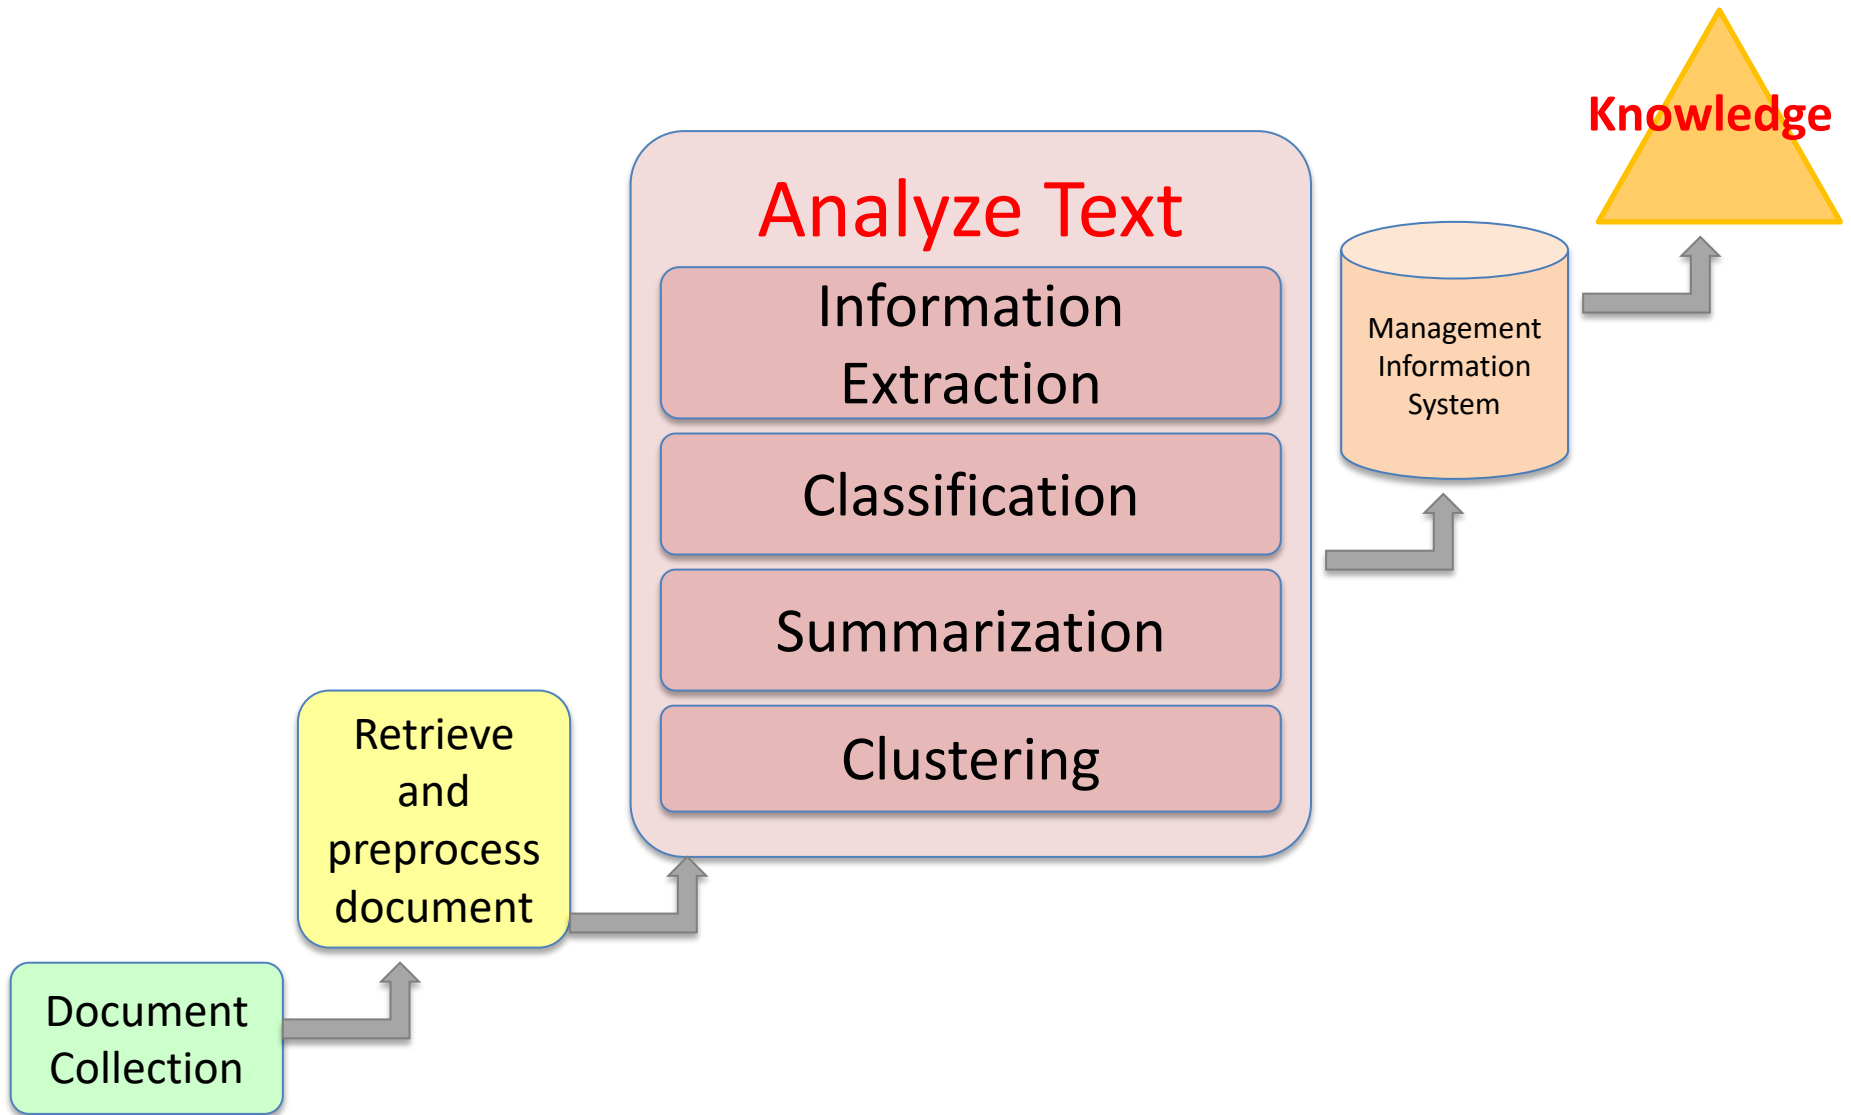 Knowledge
Analyze Text
Information
Extraction
Classification
Summarization
Clustering
Management
Information
System
Retrieve
and
preprocess
document
Document
Collection